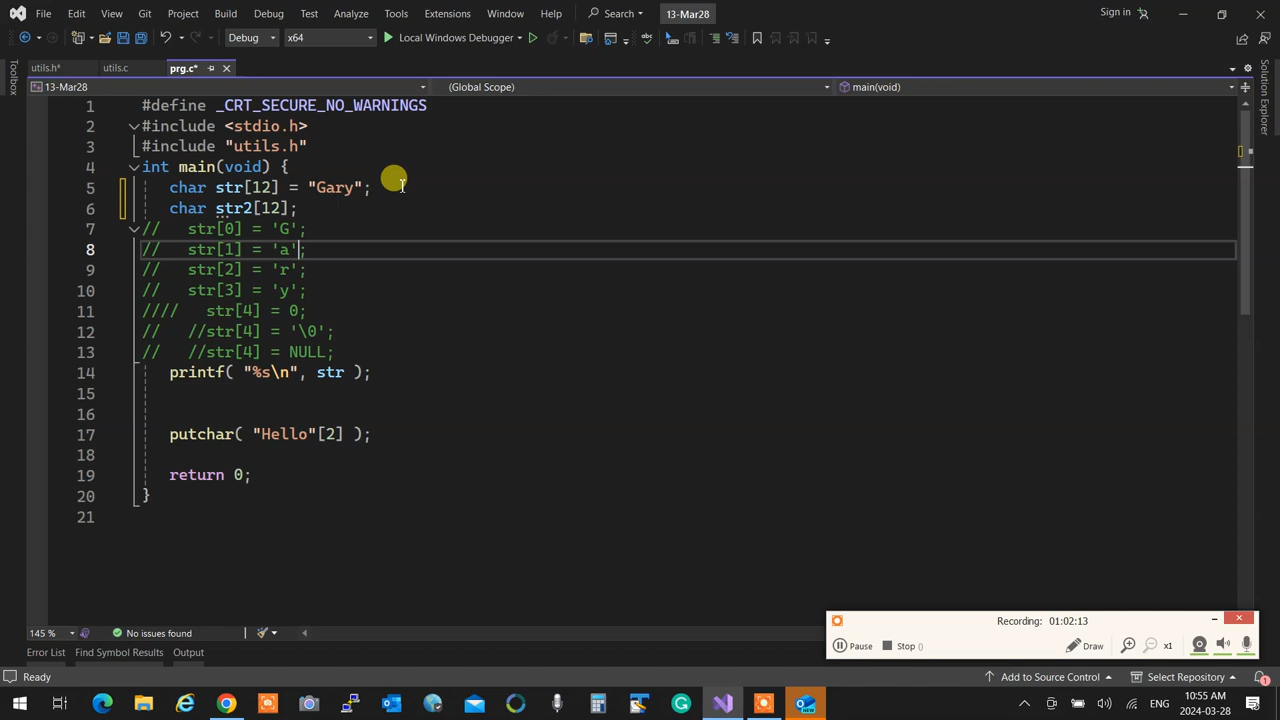 File Edit View Git Project Build Debug Test Analyze Tools Extensions Window Help Search 13-Mar28 Sign in
Debug x64 Local Windows Debugger
utils.h* utils.c prg.c* Toolbox Solution Explorer
13-Mar28 (Global Scope) main(void)
1 #define _CRT_SECURE_NO_WARNINGS
2 #include <stdio.h>
3 #include "utils.h"
4 int main(void) {
5 char str[12] = "Gary";
6 char str2[12];
7 // str[0] = 'G';
8 // str[1] = 'a';
9 // str[2] = 'r';
10 // str[3] = 'y';
11 //// str[4] = 0;
12 // //str[4] = '\0';
13 // //str[4] = NULL;
14 printf( "%s\n", str );
15
16
17 putchar( "Hello"[2] );
18
19 return 0;
20 }
21
Recording: 01:02:13
Pause Stop () Draw x1
145 % No issues found
Error List Find Symbol Results Output
Ready Add to Source Control Select Repository 1
ENG 10:55 AM
2024-03-28